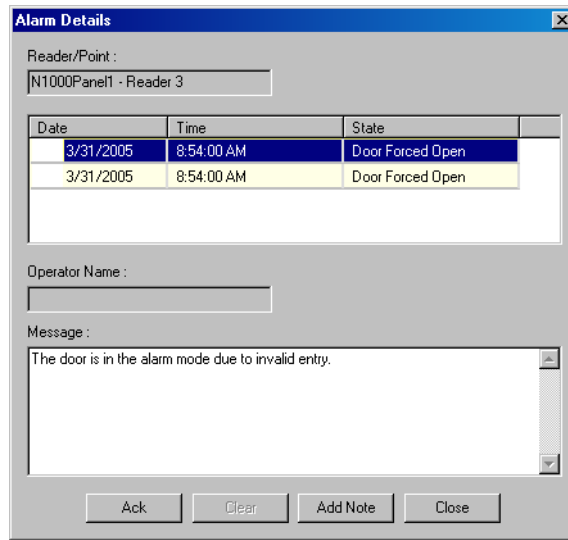 Alarm Details
Reader/Point :
N1000Panel1 - Reader 3
Date Time State
3/31/2005 8:54:00 AM Door Forced Open
3/31/2005 8:54:00 AM Door Forced Open
Operator Name :
Message :
The door is in the alarm mode due to invalid entry.
Ack Clear Add Note Close